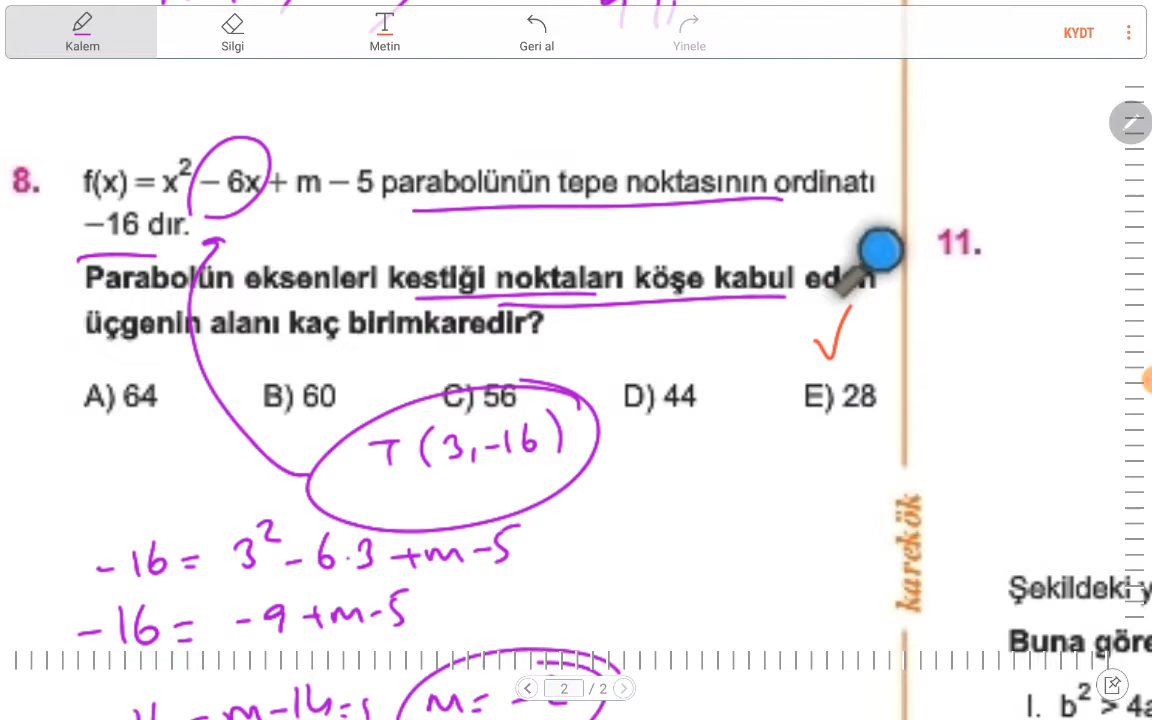 Kalem
Silgi
Metin
Geri al
Yinele
KYDT
8. f(x) = x² – 6x + m – 5 parabolünün tepe noktasının ordinatı
–16 dır.
Parabolün eksenleri kestiği noktaları köşe kabul ed n
üçgenin alanı kaç birimkaredir?
A) 64 B) 60 C) 56 D) 44 E) 28
T (3, -16)
-16 = 3² - 6.3 + m - 5
-16 = -9 + m - 5
m - 14 = m =
karekök
11.
Şekildeki y
Buna göre
I. b² > 4a
2 / 2